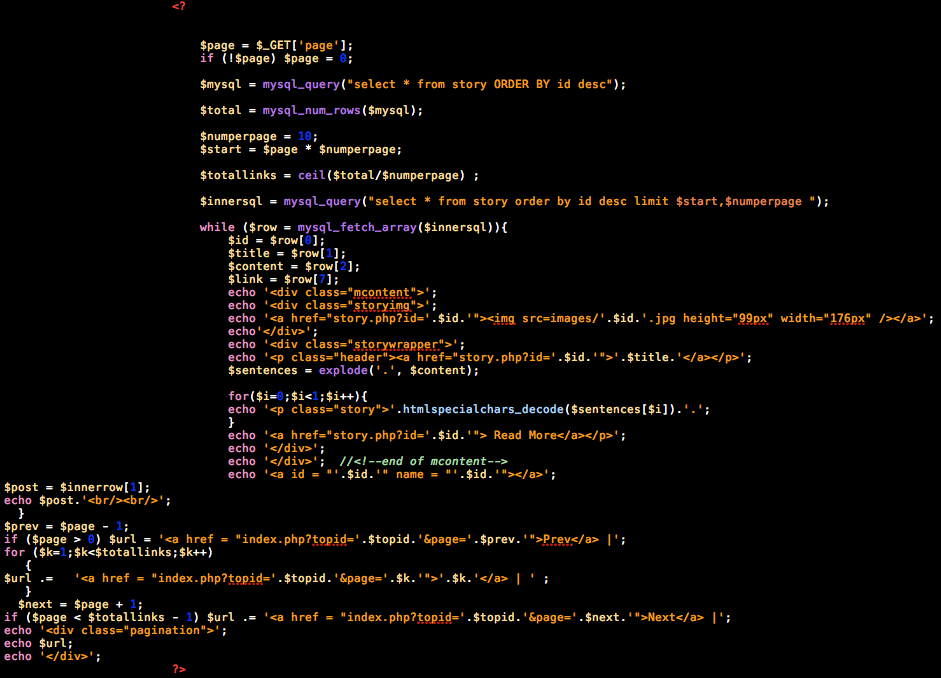 <?
$page = $_GET['page'];
if (!$page) $page = 0;
$mysql = mysql_query("select * from story ORDER BY id desc");
$total = mysql_num_rows($mysql);
$numperpage = 10;
$start = $page * $numperpage;
$totallinks = ceil($total/$numperpage) ;
$innersql = mysql_query("select * from story order by id desc limit $start,$numperpage ");
while ($row = mysql_fetch_array($innersql)){
$id = $row[0];
$title = $row[1];
$content = $row[2];
$link = $row[7];
echo '<div class="mcontent">';
echo '<div class="storyimg">';
echo '<a href="story.php?id='.$id.'"><img src=images/'.$id.'.jpg height="99px" width="176px" /></a>';
echo'</div>';
echo '<div class="storywrapper">';
echo '<p class="header"><a href="story.php?id='.$id.'">'.$title.'</a></p>';
$sentences = explode('.', $content);
for($i=0;$i<1;$i++){
echo '<p class="story">'.htmlspecialchars_decode($sentences[$i]).'.';
}
echo '<a href="story.php?id='.$id.'"> Read More</a></p>';
echo '</div>';
echo '</div>';  //<!--end of mcontent-->
echo '<a id = "'.$id.'" name = "'.$id.'"></a>';
$post = $innerrow[1];
echo $post.'<br/><br/>';
}
$prev = $page - 1;
if ($page > 0) $url = '<a href = "index.php?topid='.$topid.'&page='.$prev.'">Prev</a> |';
for ($k=1;$k<$totallinks;$k++)
{
$url .=   '<a href = "index.php?topid='.$topid.'&page='.$k.'">'.$k.'</a> | ' ;
}
$next = $page + 1;
if ($page < $totallinks - 1) $url .= '<a href = "index.php?topid='.$topid.'&page='.$next.'">Next</a> |';
echo '<div class="pagination">';
echo $url;
echo '</div>';
?>